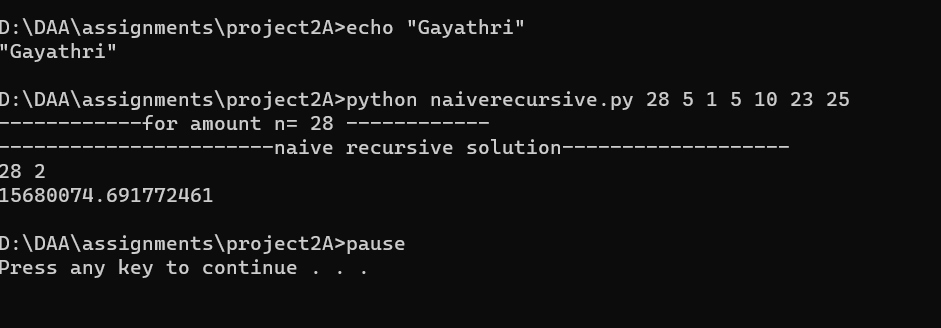 D:\DAA\assignments\project2A>echo "Gayathri"
"Gayathri"
D:\DAA\assignments\project2A>python naiverecursive.py 28 5 1 5 10 23 25
------------for amount n= 28 ------------
-----------------------naive recursive solution-------------------
28 2
15680074.691772461
D:\DAA\assignments\project2A>pause
Press any key to continue . . .